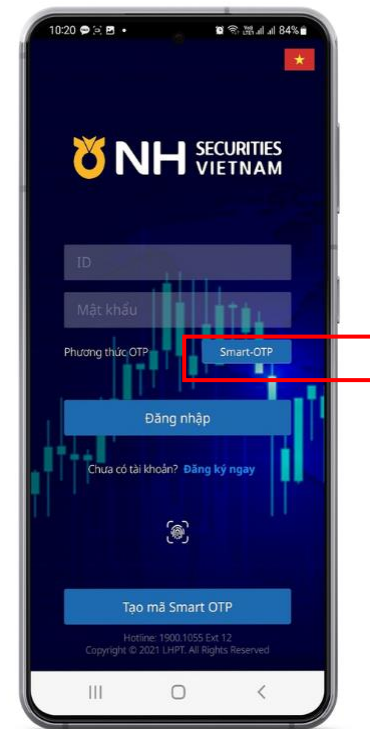 10:20
84%
NH SECURITIES
VIETNAM
ID
Mật khẩu
Phương thức OTP Smart-OTP
Đăng nhập
Chưa có tài khoản? Đăng ký ngay
Tạo mã Smart OTP
Hotline: 1900.1055 Ext 12
Copyright © 2021 LHPT. All Rights Reserved